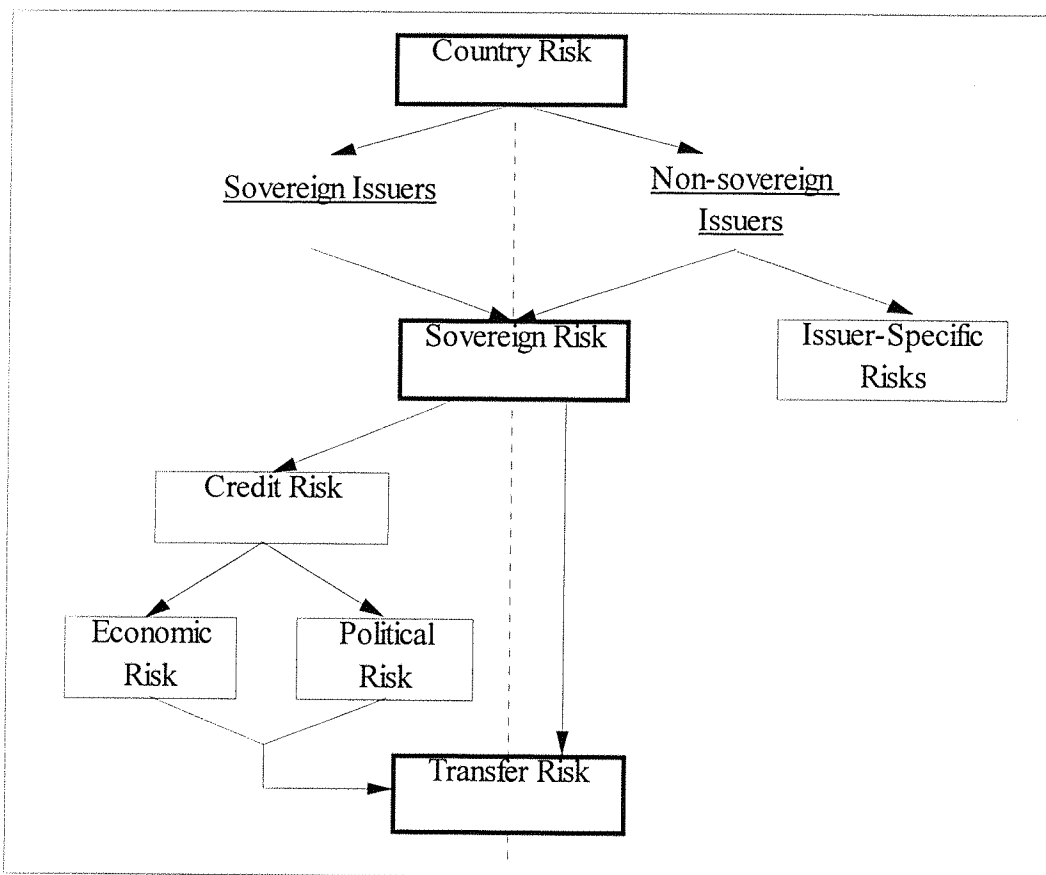 Country Risk
Sovereign Issuers
Non-sovereign
Issuers
Sovereign Risk
Issuer-Specific
Risks
Credit Risk
Economic
Risk
Political
Risk
Transfer Risk